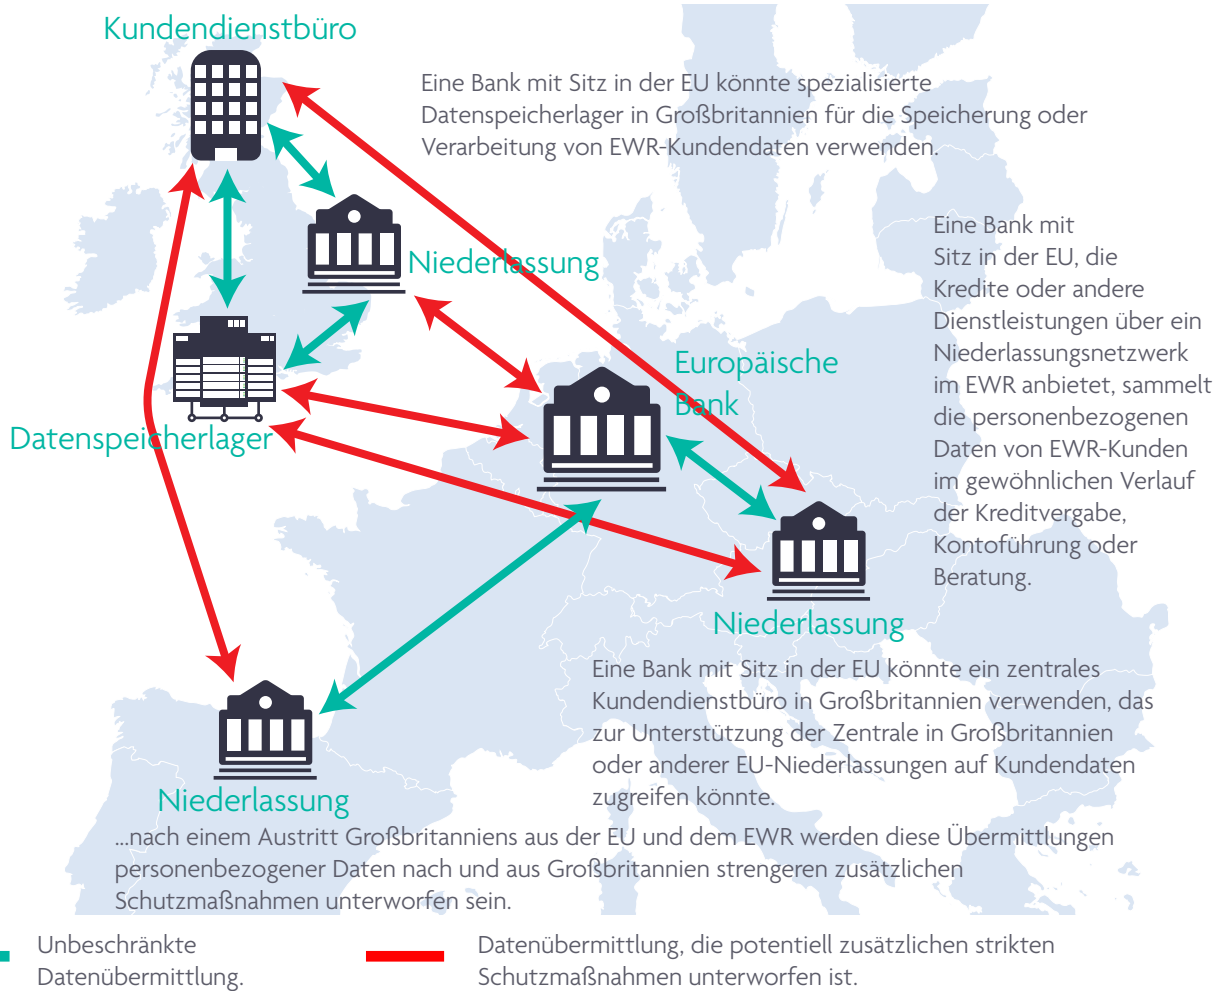 Kundendienstbüro
Eine Bank mit Sitz in der EU könnte spezialisierte
Datenspeicherlager in Großbritannien für die Speicherung oder
Verarbeitung von EWR-Kundendaten verwenden.
Niederlassung
Eine Bank mit
Sitz in der EU, die
Kredite oder andere
Dienstleistungen über ein
Niederlassungsnetzwerk
im EWR anbietet, sammelt
die personenbezogenen
Daten von EWR-Kunden
im gewöhnlichen Verlauf
der Kreditvergabe,
Kontoführung oder
Beratung.
Europäische
Bank
Datenspeicherlager
Niederlassung
Eine Bank mit Sitz in der EU könnte ein zentrales
Kundendienstbüro in Großbritannien verwenden, das
zur Unterstützung der Zentrale in Großbritannien
oder anderer EU-Niederlassungen auf Kundendaten
zugreifen könnte.
Niederlassung
...nach einem Austritt Großbritanniens aus der EU und dem EWR werden diese Übermittlungen
personenbezogener Daten nach und aus Großbritannien strengeren zusätzlichen
Schutzmaßnahmen unterworfen sein.
Unbeschränkte
Datenübermittlung.
Datenübermittlung, die potentiell zusätzlichen strikten
Schutzmaßnahmen unterworfen ist.